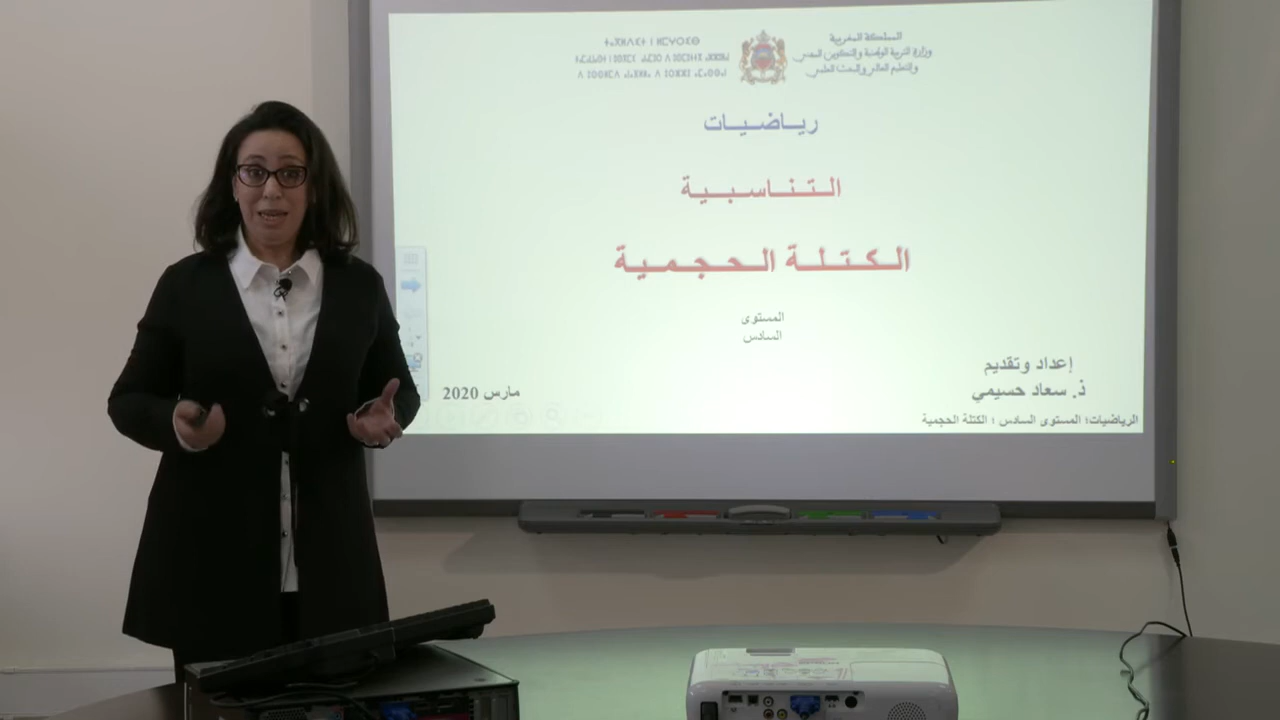 المملكة المغربية
وزارة التربية الوطنية والتكوين المهني
والتعليم العالي والبحث العلمي
رياضيات
التناسبية
الكتلة الحجمية
المستوى
السادس
إعداد وتقديم
ذ. سعاد حسيمي
مارس 2020
الرياضيات؛ المستوى السادس ؛ الكتلة الحجمية